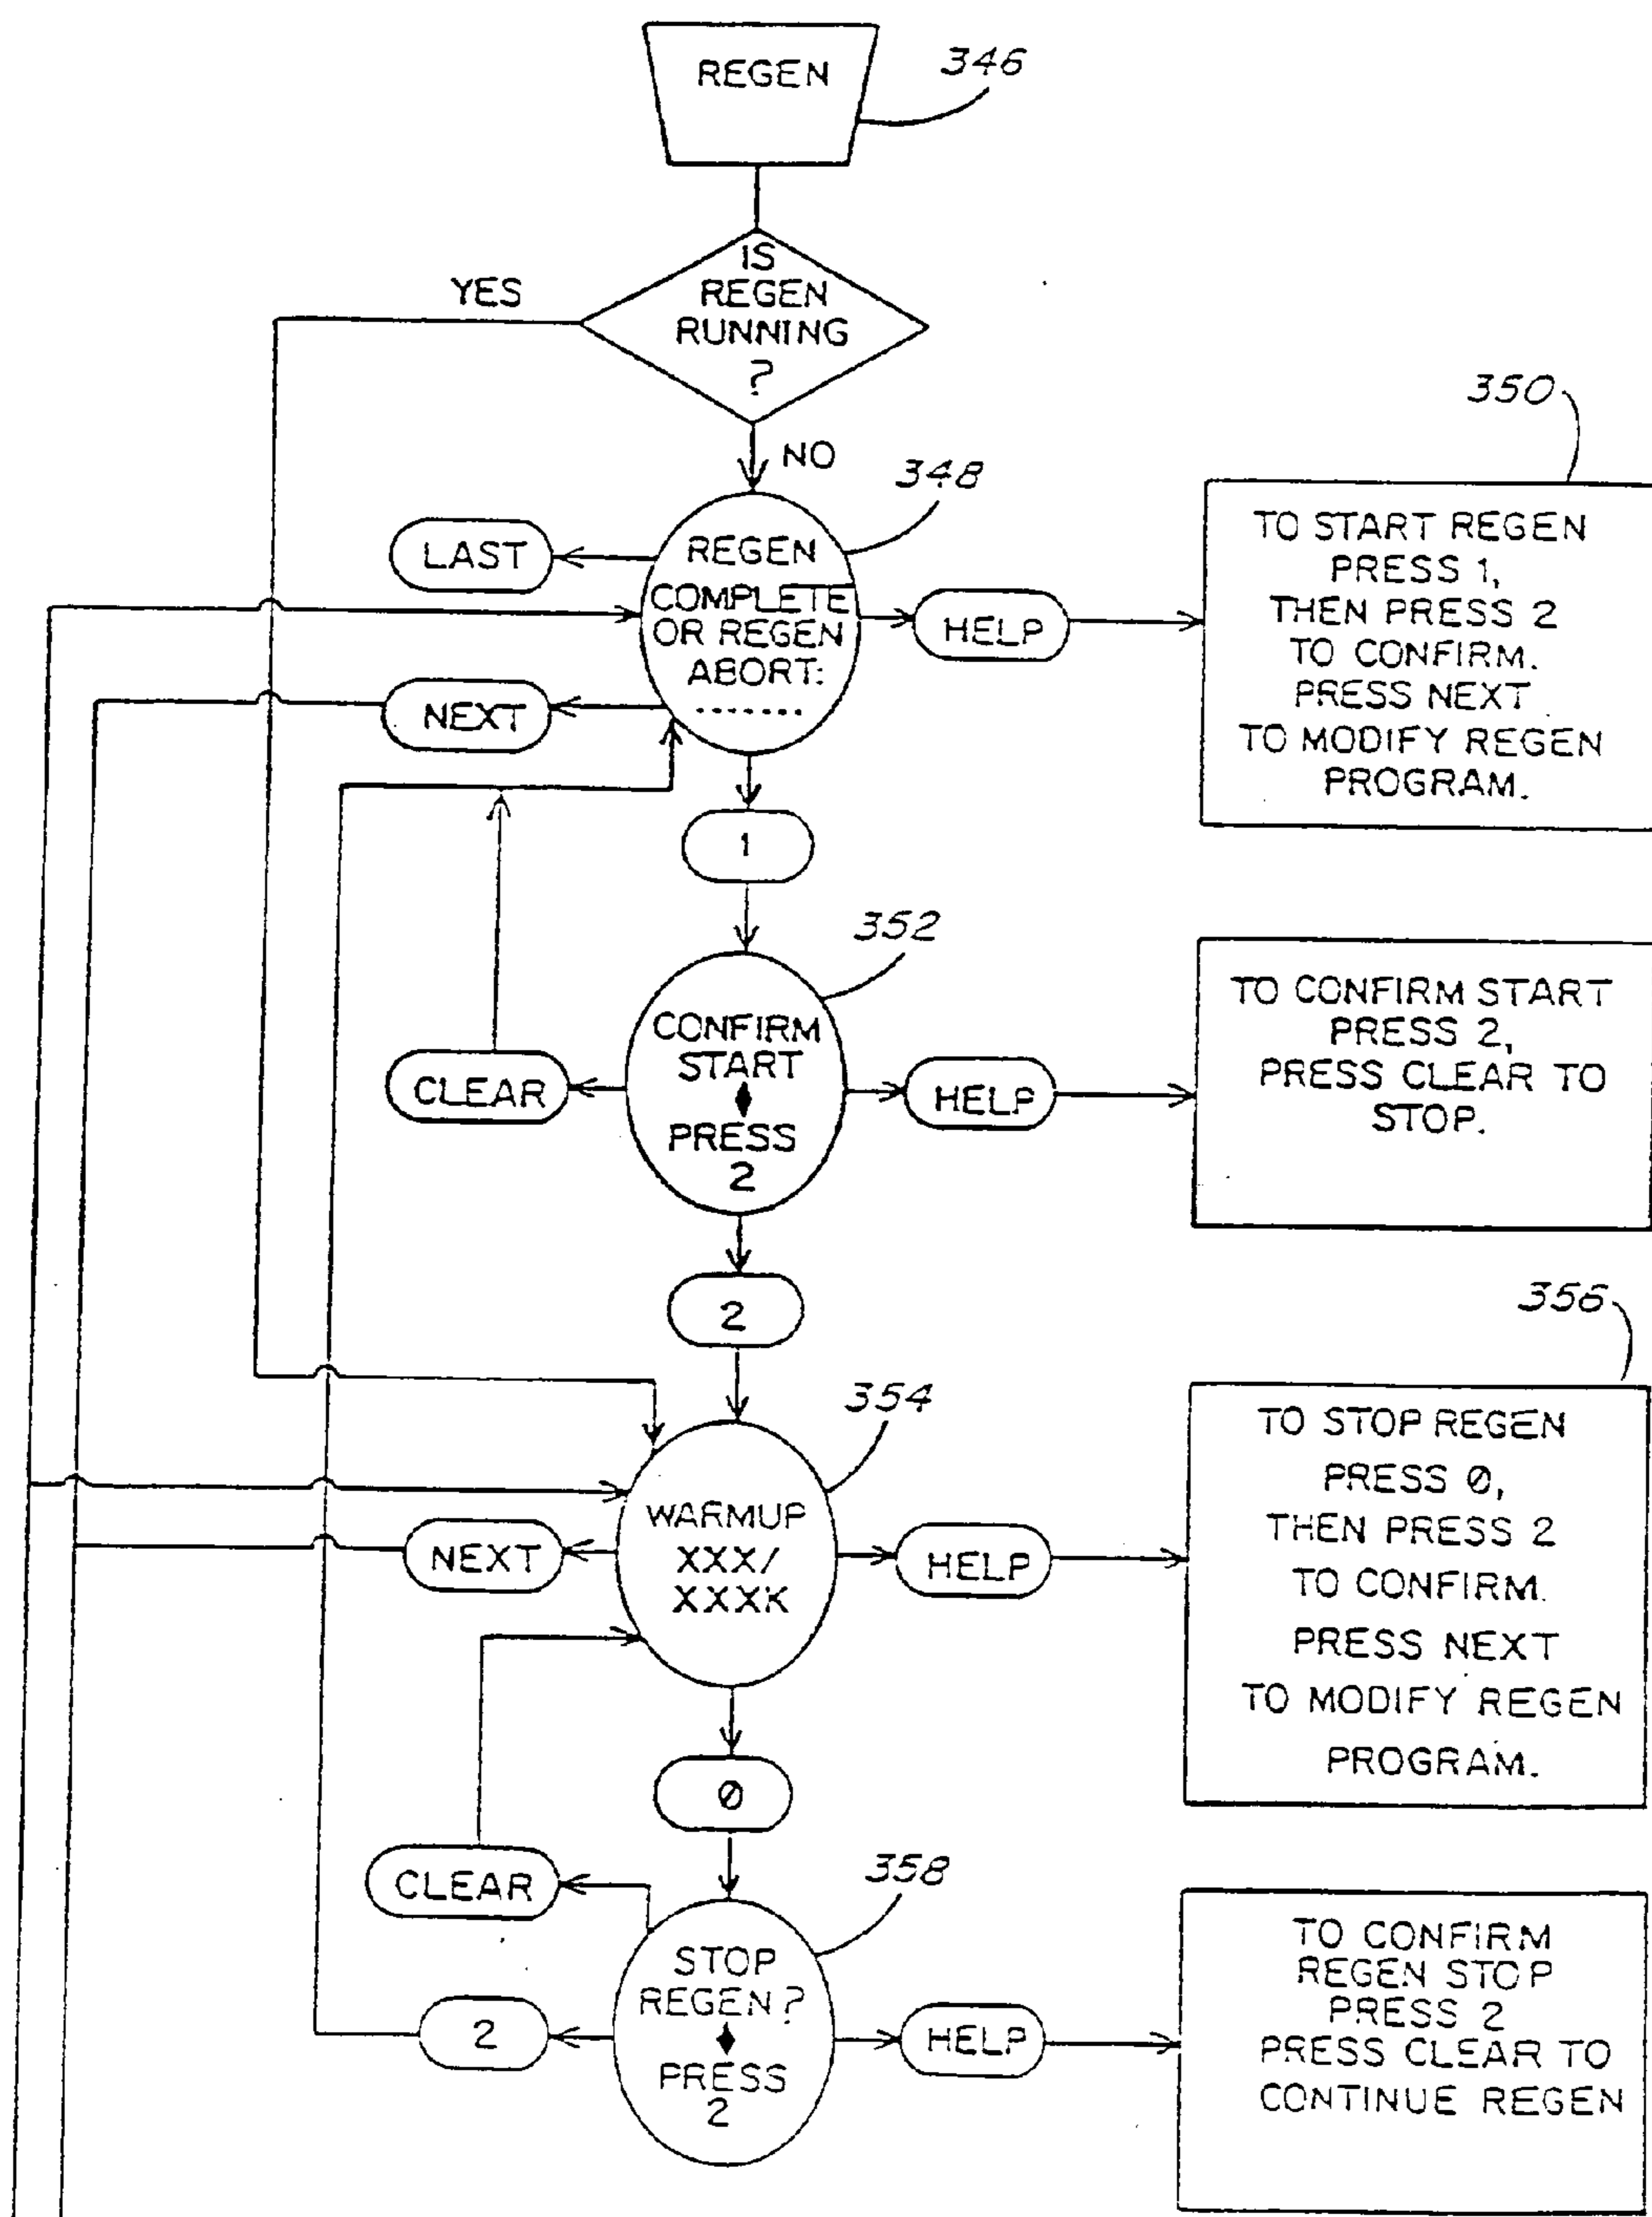 REGEN
346
IS
REGEN
RUNNING
?
YES
NO
348
350
LAST
REGEN
COMPLETE
OR REGEN
ABORT:
.......
HELP
NEXT
TO START REGEN
PRESS 1,
THEN PRESS 2
TO CONFIRM.
PRESS NEXT
TO MODIFY REGEN
PROGRAM.
1
352
CLEAR
CONFIRM
START
♦
PRESS
2
HELP
TO CONFIRM START
PRESS 2,
PRESS CLEAR TO
STOP.
2
354
356
NEXT
WARMUP
XXX/
XXXK
HELP
TO STOP REGEN
PRESS 0,
THEN PRESS 2
TO CONFIRM.
PRESS NEXT
TO MODIFY REGEN
PROGRAM.
0
CLEAR
358
2
STOP
REGEN?
♦
PRESS
2
HELP
TO CONFIRM
REGEN STOP
PRESS 2
PRESS CLEAR TO
CONTINUE REGEN